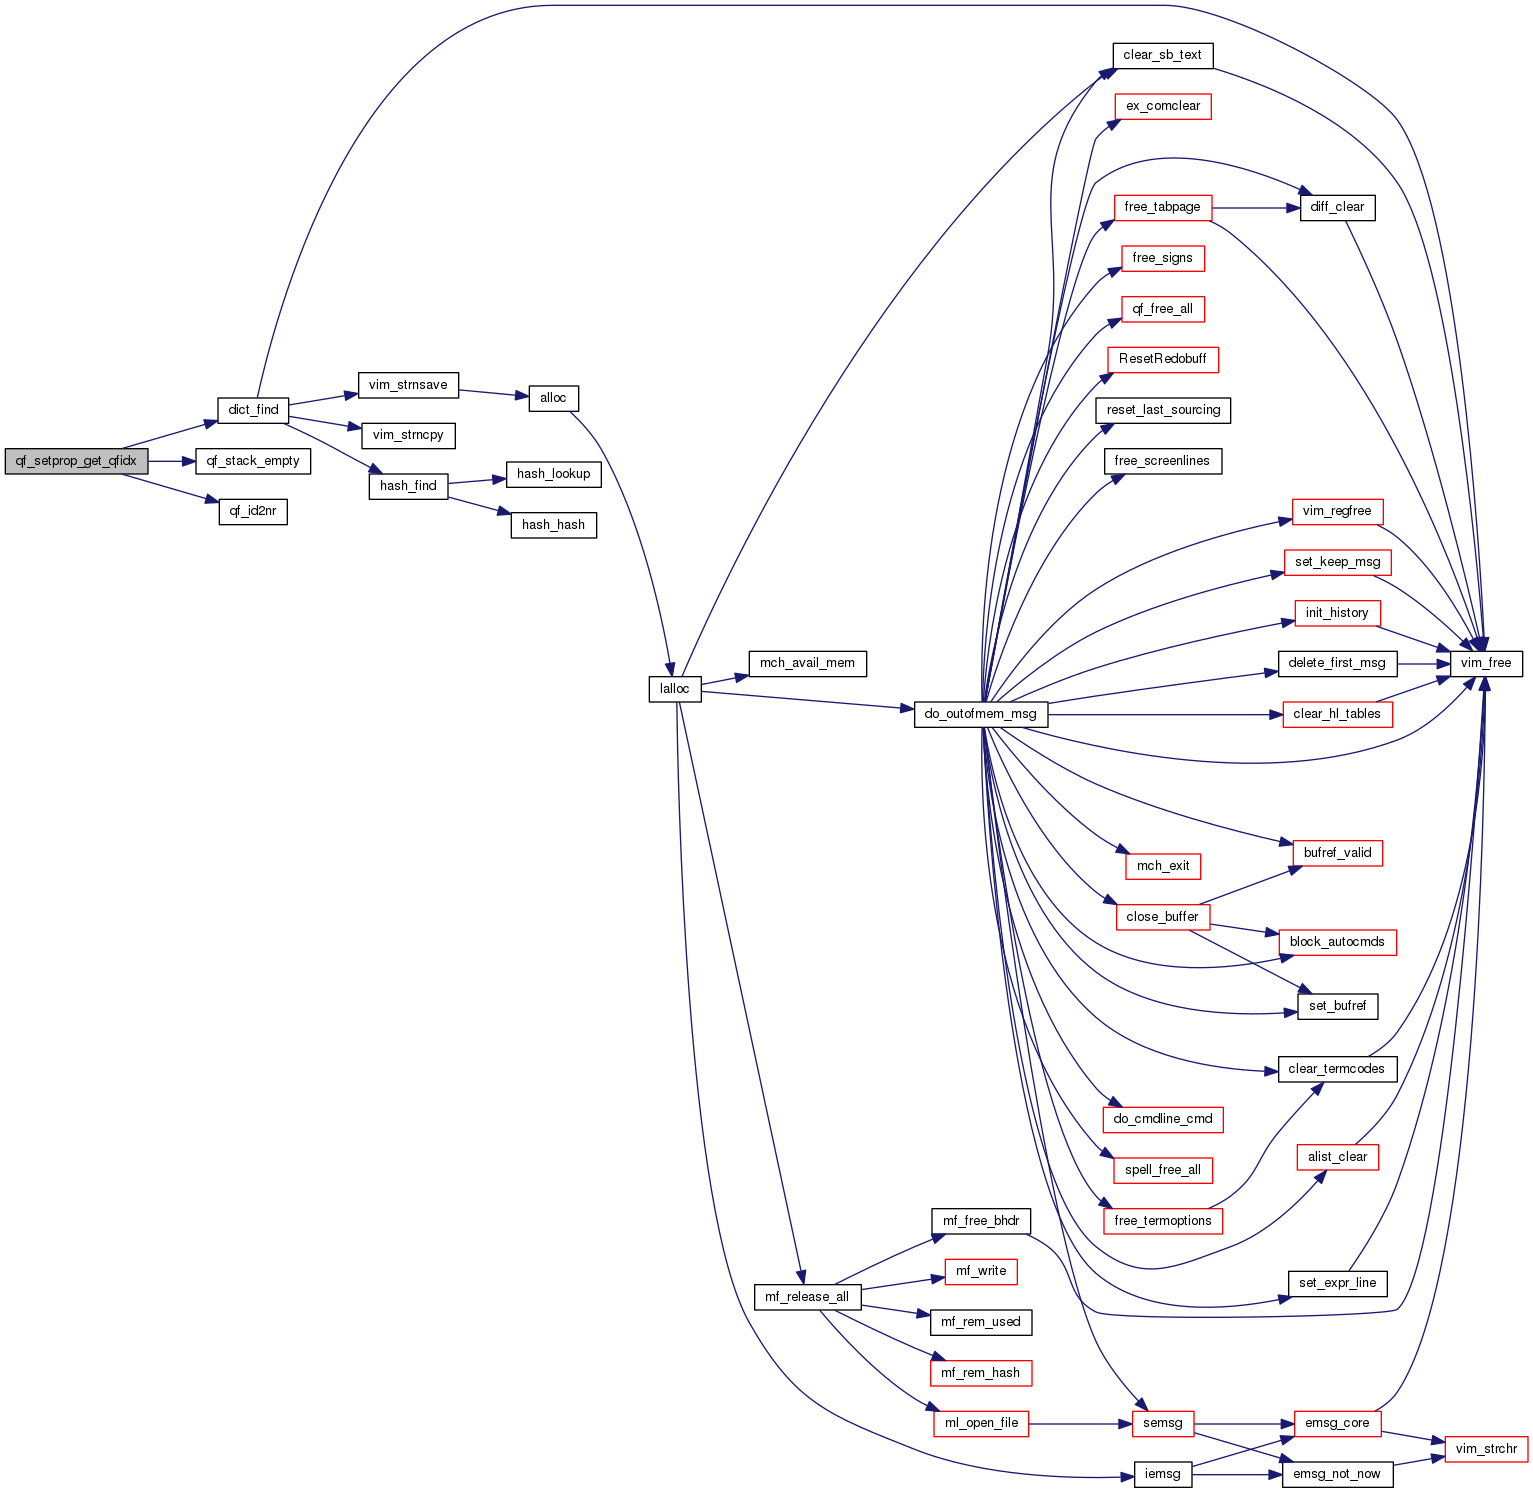 clear_sb_text
ex_comclear
free_tabpage
diff_clear
free_signs
qf_free_all
ResetRedobuff
vim_strnsave
alloc
dict_find
reset_last_sourcing
vim_strncpy
qf_setprop_get_qfidx
qf_stack_empty
free_screenlines
hash_lookup
hash_find
qf_id2nr
vim_regfree
hash_hash
set_keep_msg
init_history
mch_avail_mem
delete_first_msg
vim_free
lalloc
do_outofmem_msg
clear_hl_tables
bufref_valid
mch_exit
close_buffer
block_autocmds
set_bufref
clear_termcodes
do_cmdline_cmd
alist_clear
spell_free_all
mf_free_bhdr
free_termoptions
mf_write
set_expr_line
mf_release_all
mf_rem_used
mf_rem_hash
ml_open_file
semsg
emsg_core
vim_strchr
iemsg
emsg_not_now